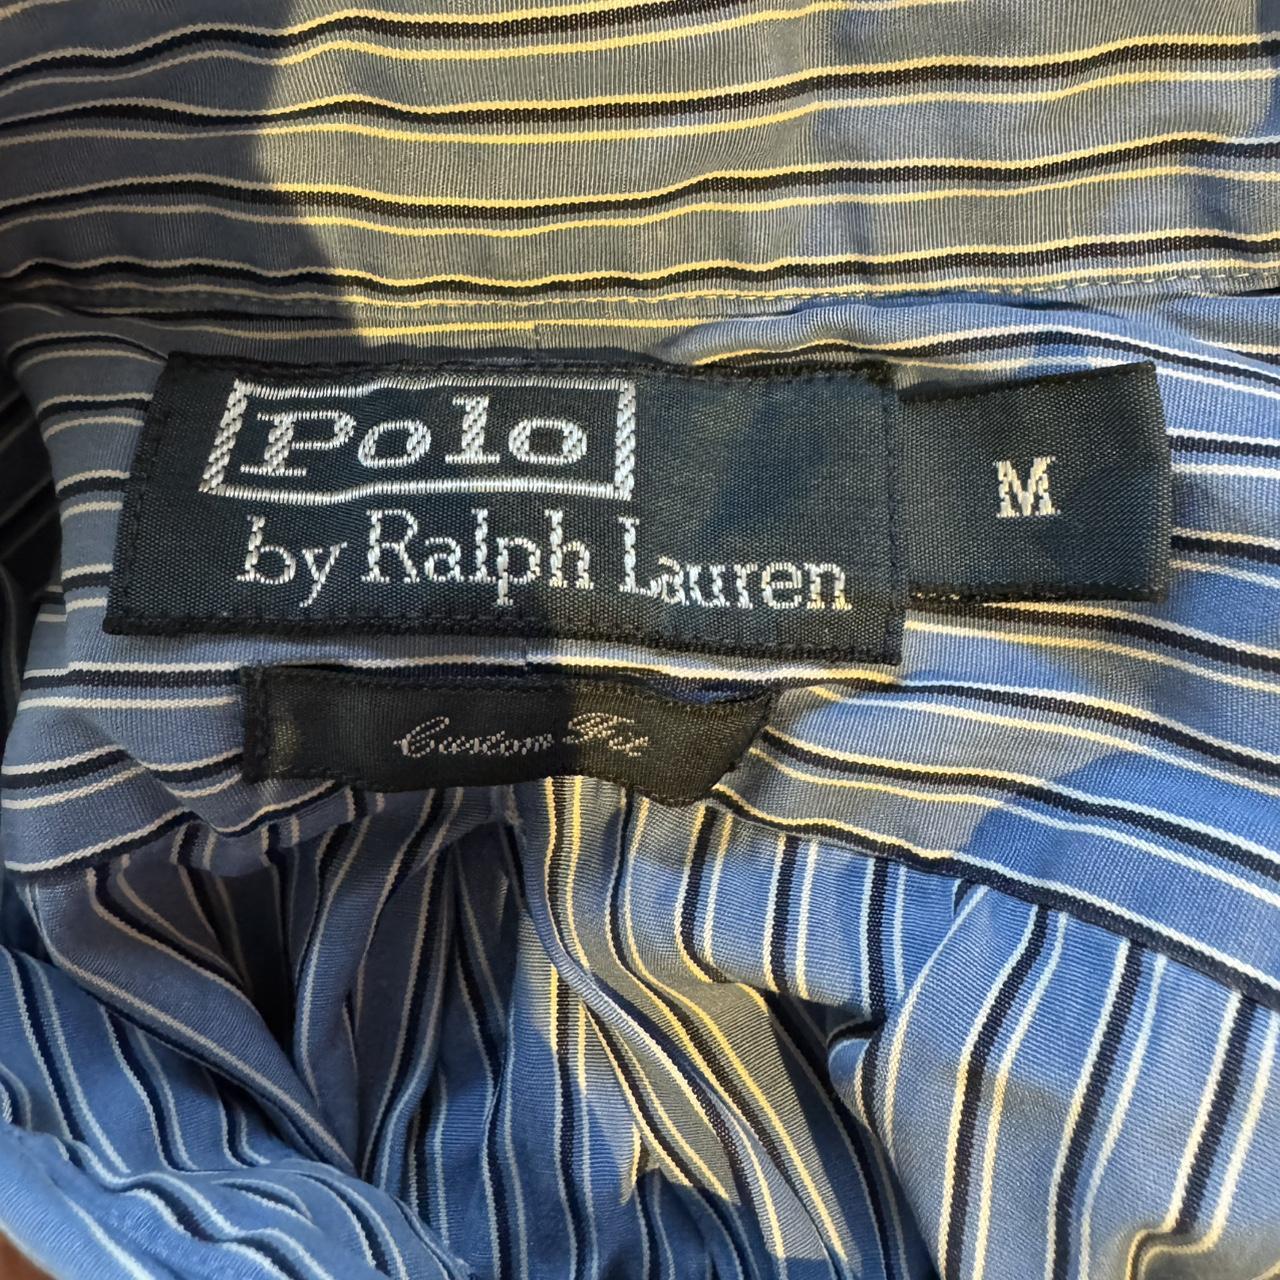 Polo
by Ralph Lauren
M
Custom Fit